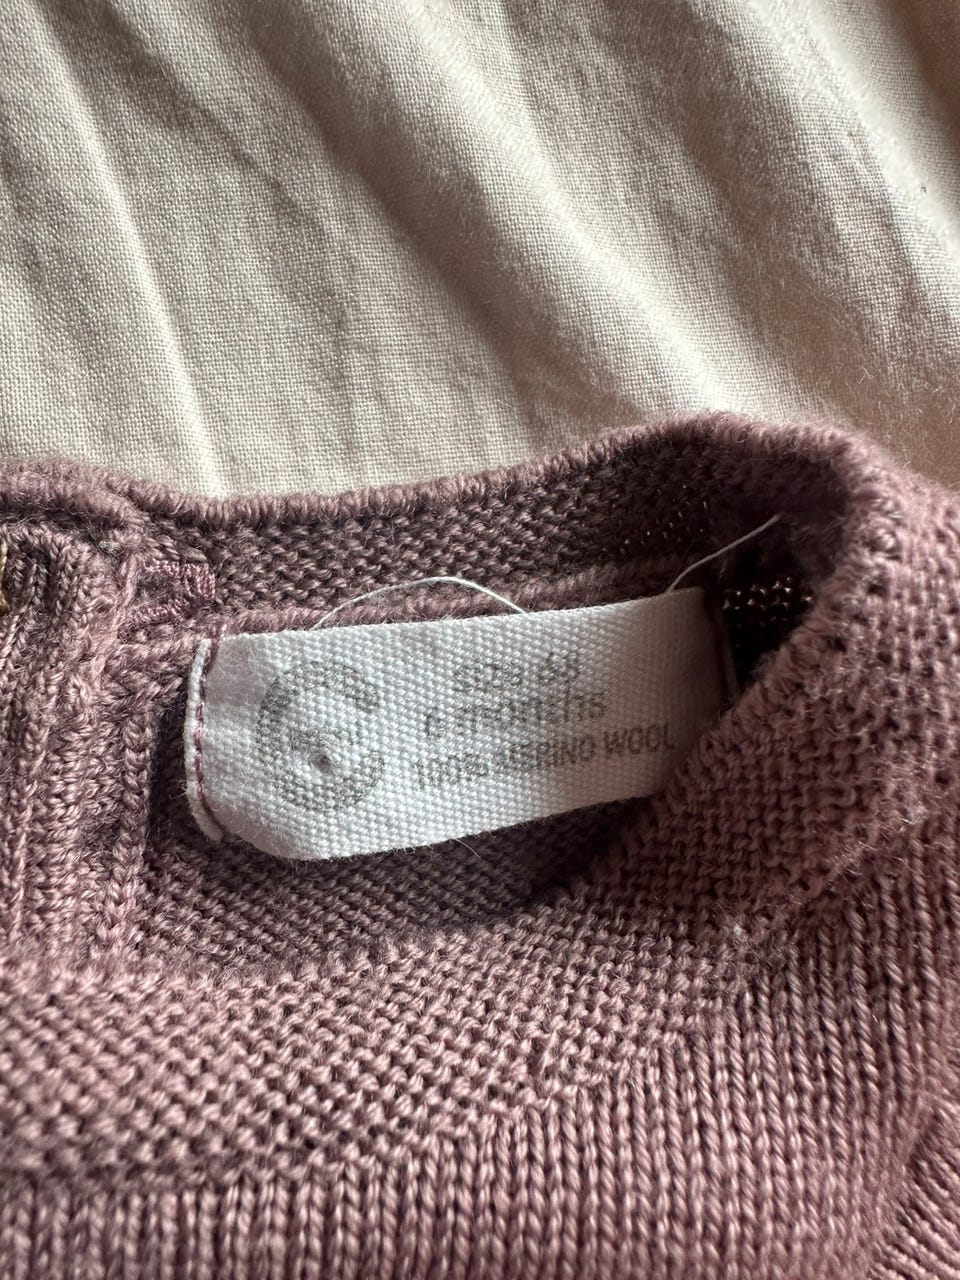 SIZE 68
6 MONTHS
100% MERINO WOOL